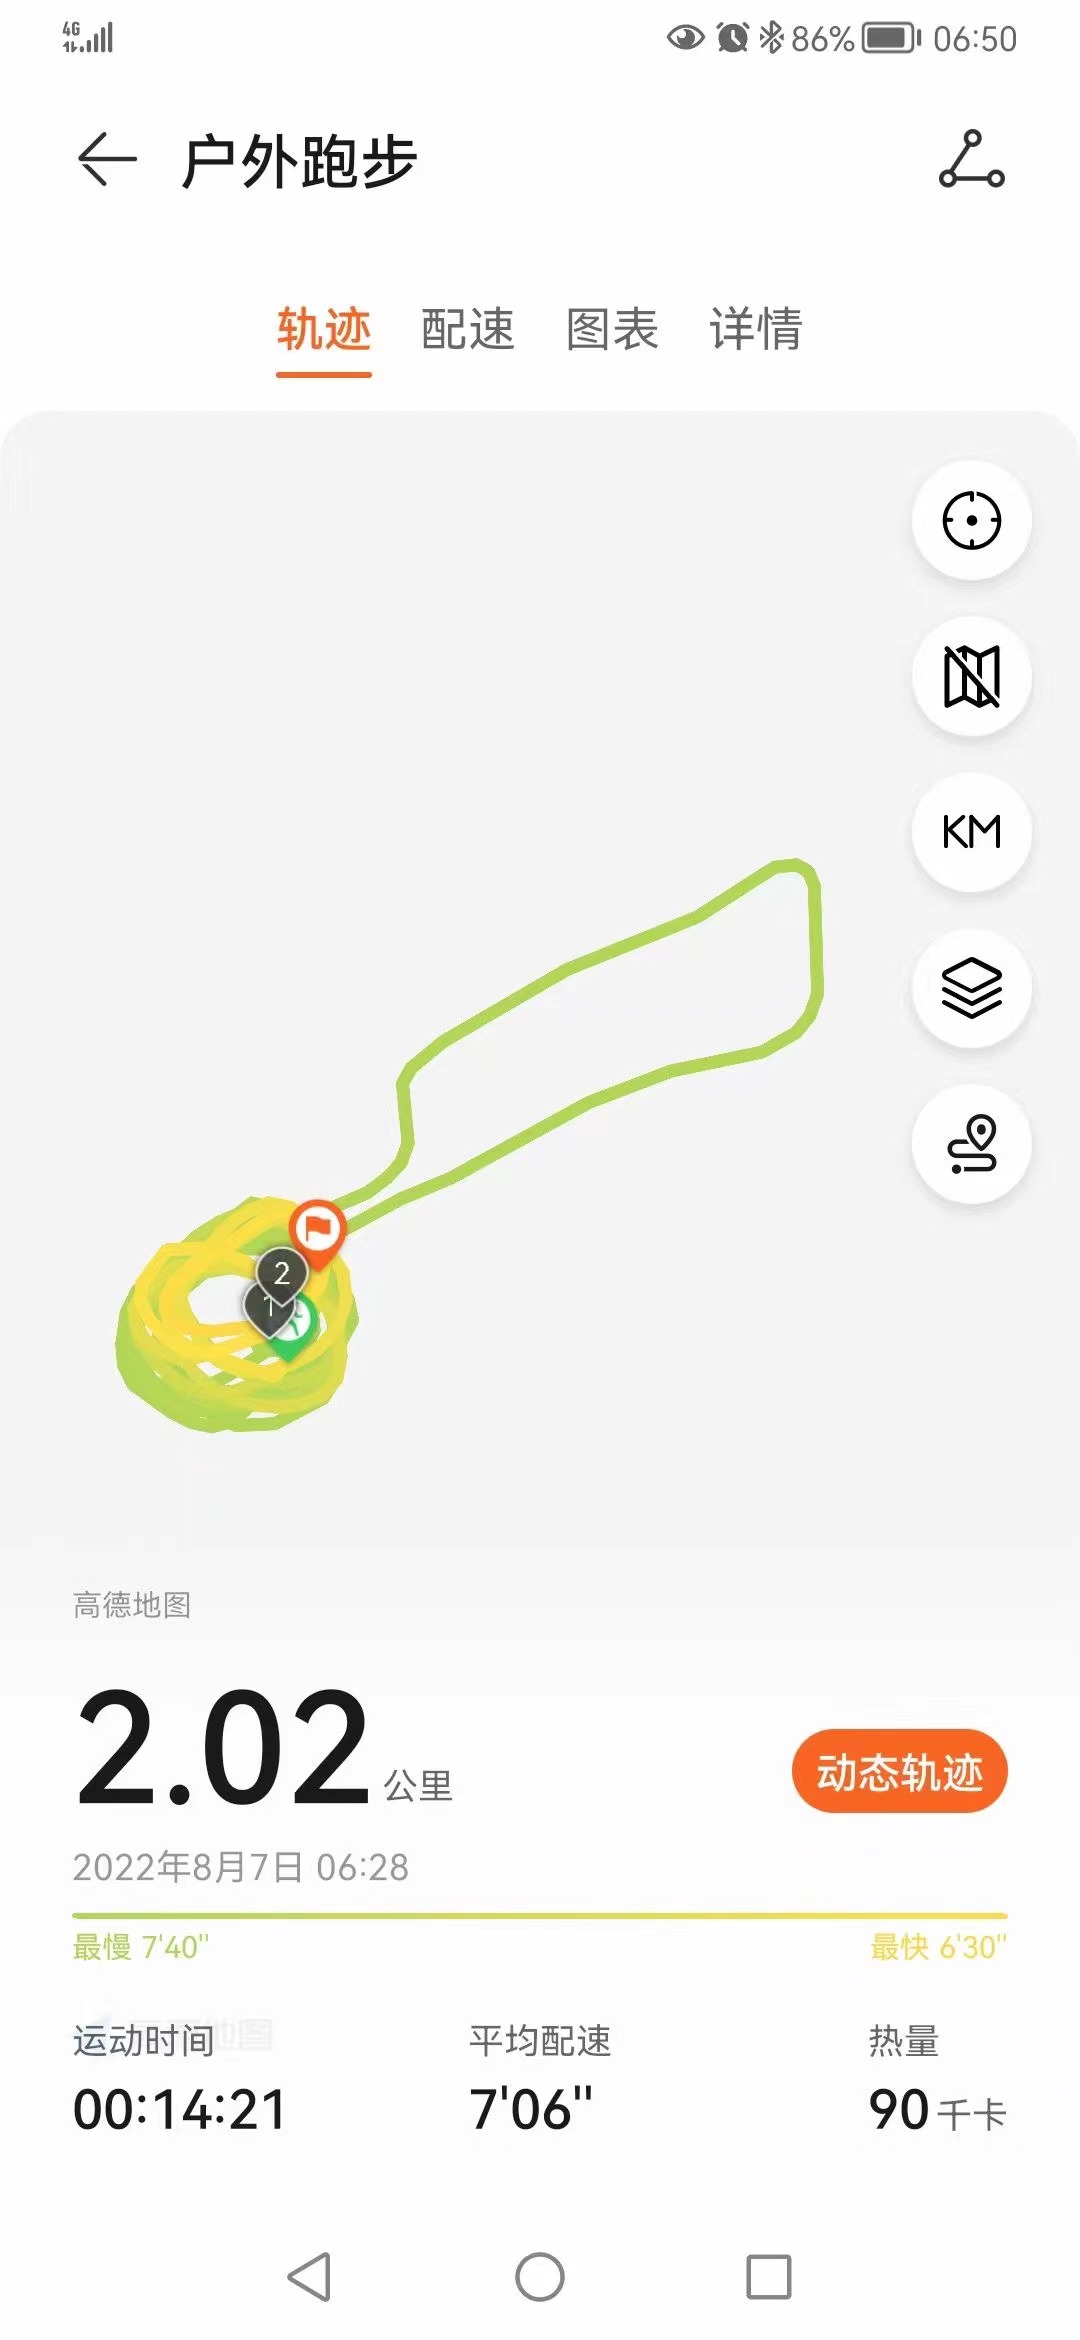 4G 86% 06:50
户外跑步
轨迹 配速 图表 详情
KM
2
1
高德地图
2.02 公里
动态轨迹
2022年8月7日 06:28
最慢 7'40" 最快 6'30"
运动时间 平均配速 热量
00:14:21 7'06" 90 千卡